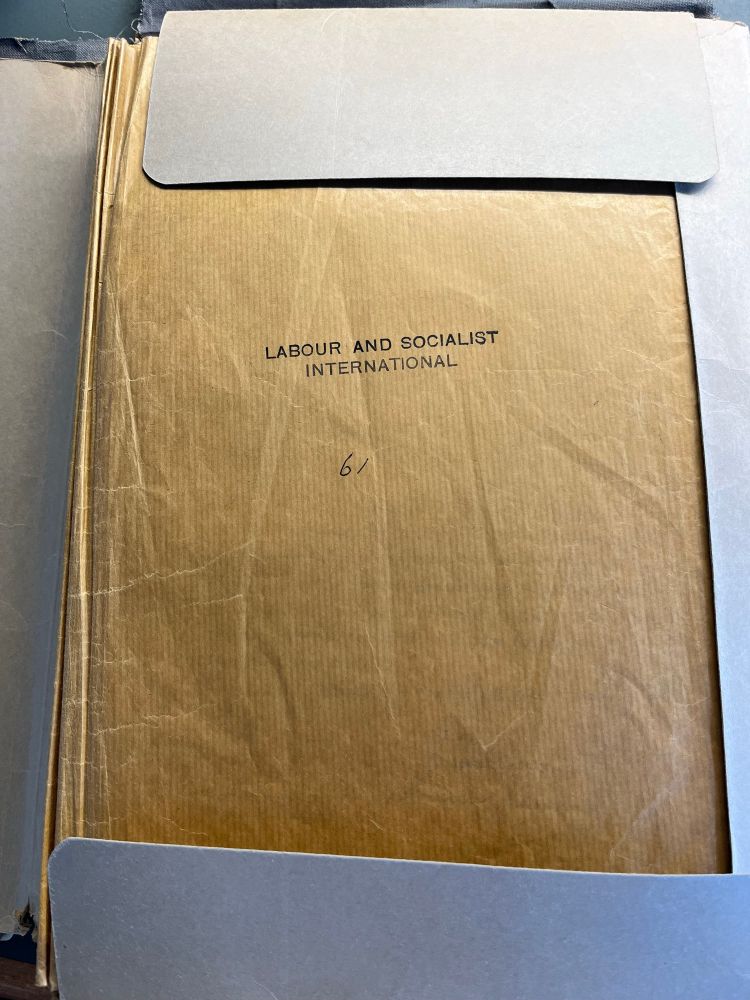 LABOUR AND SOCIALIST
INTERNATIONAL
61